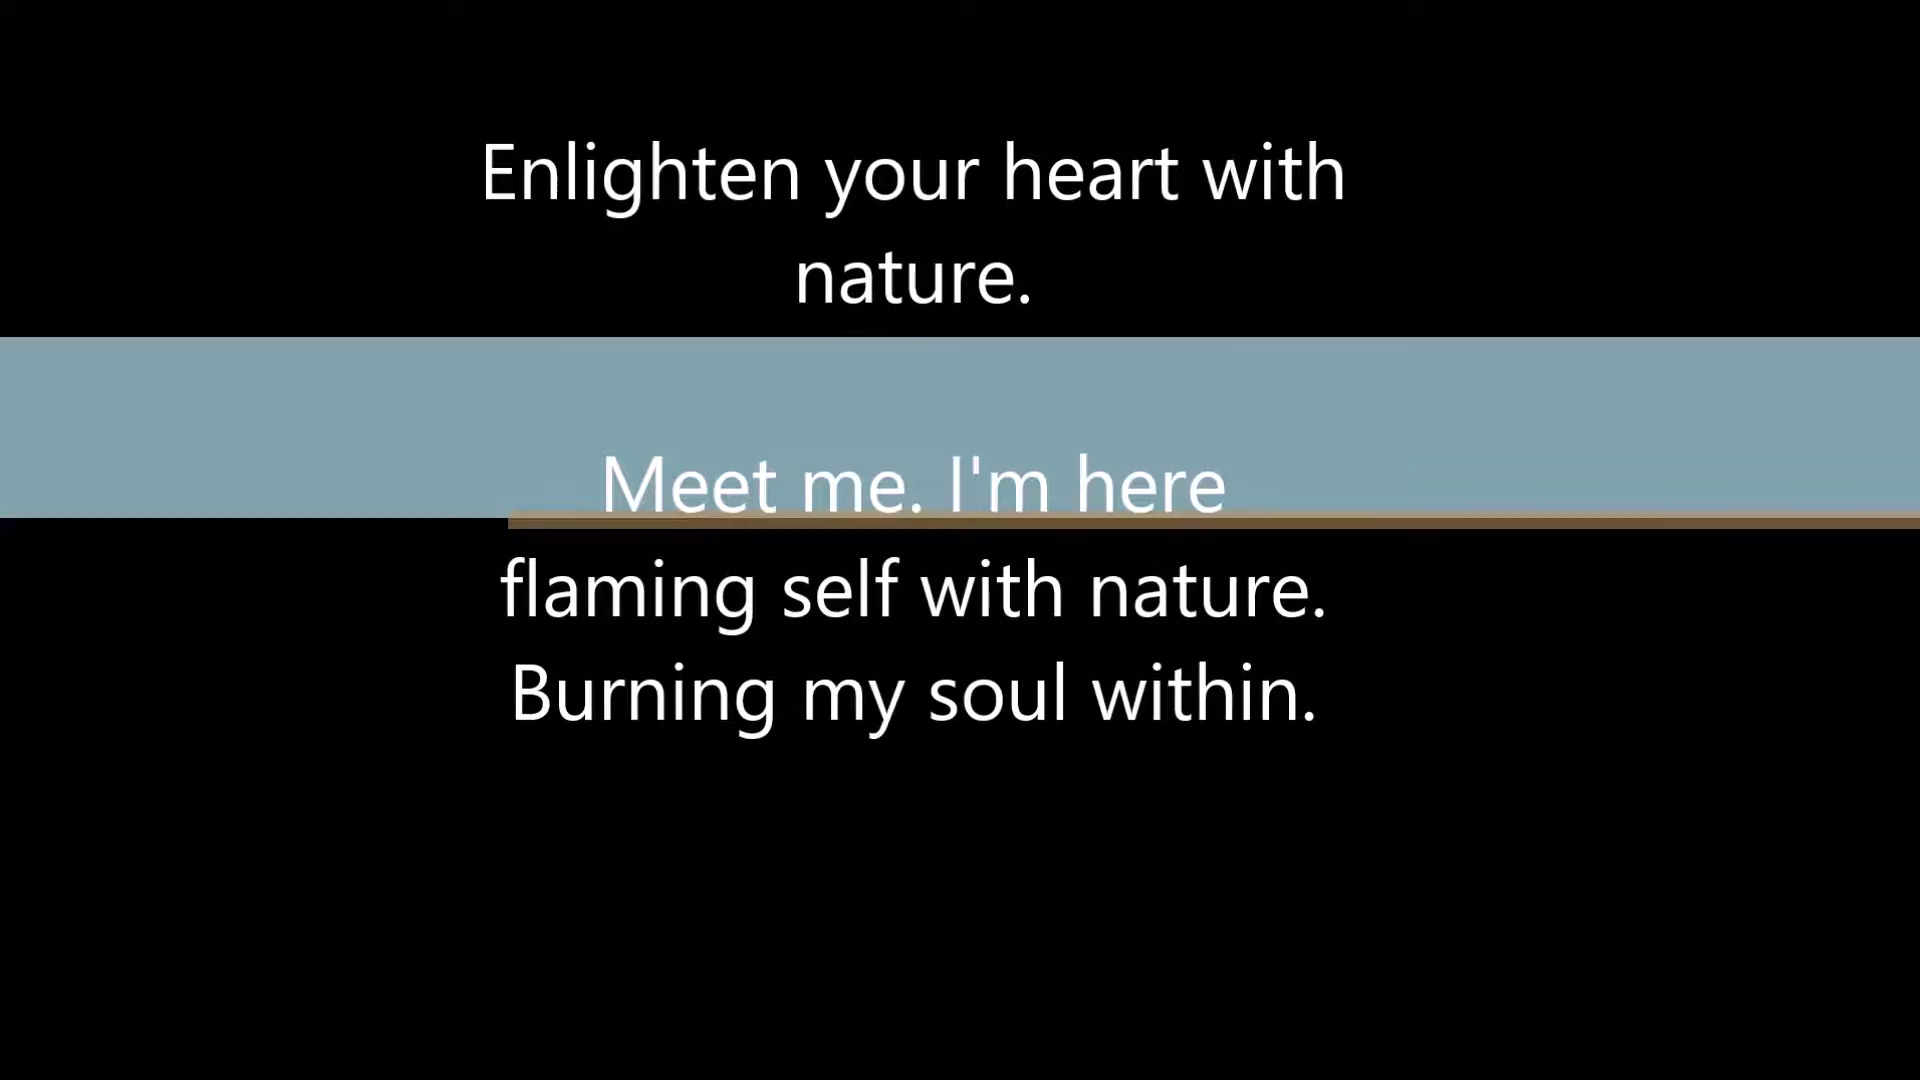 Enlighten your heart with
nature.
Meet me. I'm here
flaming self with nature.
Burning my soul within.